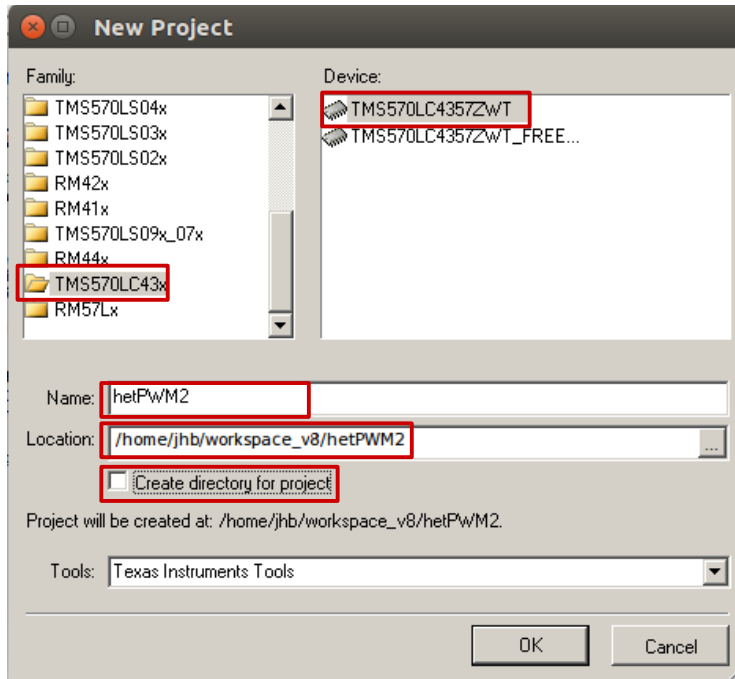 New Project
Family:
Device:
TMS570LS04x
TMS570LS03x
TMS570LS02x
RM42x
RM41x
TMS570LS09x_07x
RM44x
TMS570LC43x
RM57Lx
TMS570LC4357ZWT
TMS570LC4357ZWT_FREE...
Name: hetPWM2
Location: /home/jhb/workspace_v8/hetPWM2 ...
Create directory for project
Project will be created at: /home/jhb/workspace_v8/hetPWM2.
Tools: Texas Instruments Tools
OK Cancel